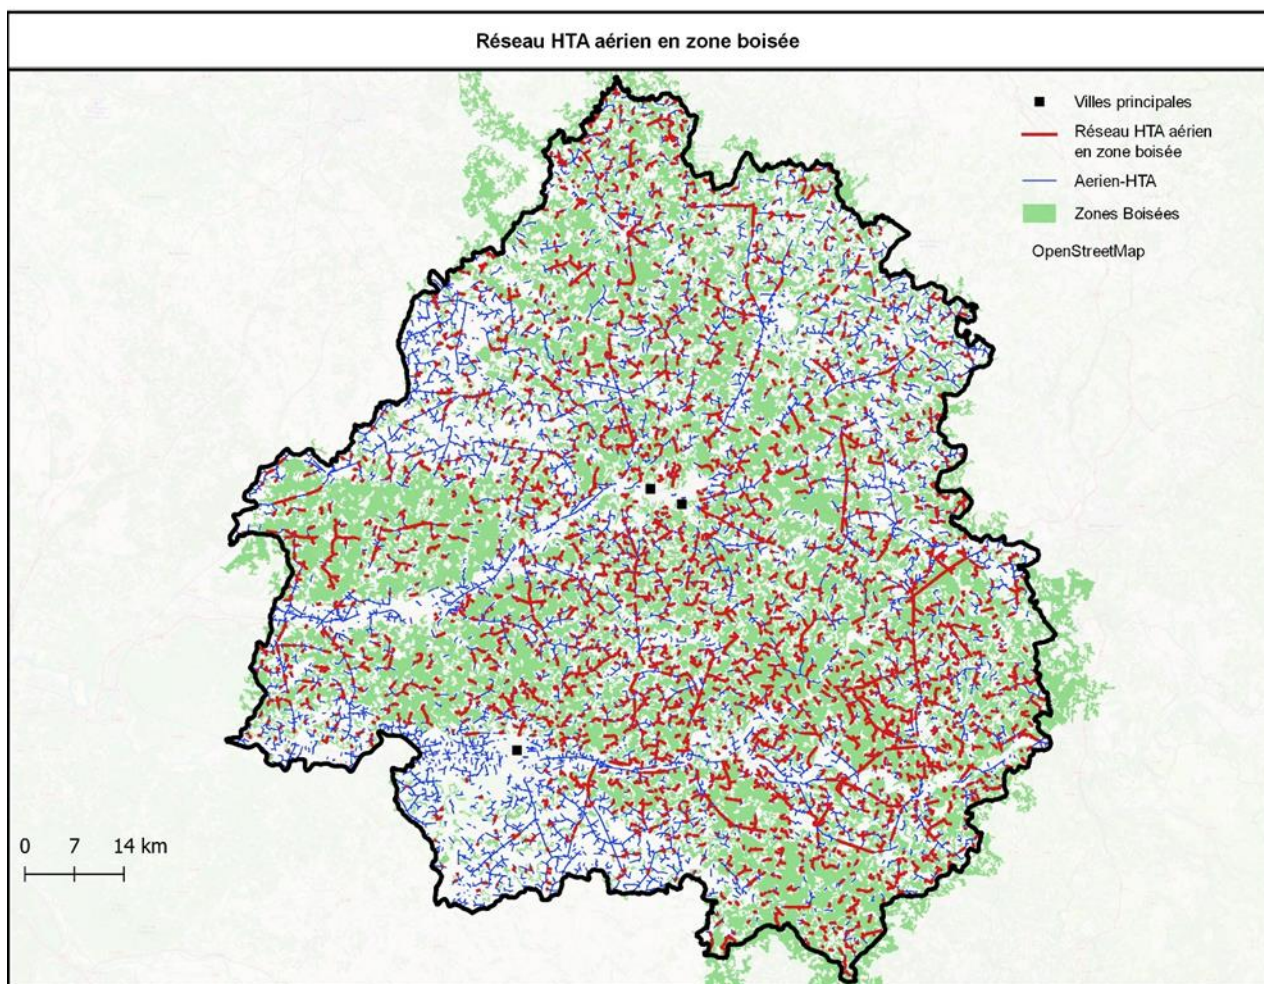 Réseau HTA aérien en zone boisée
Villes principales
Réseau HTA aérien
en zone boisée
Aerien-HTA
Zones Boisées
OpenStreetMap
0 7 14 km